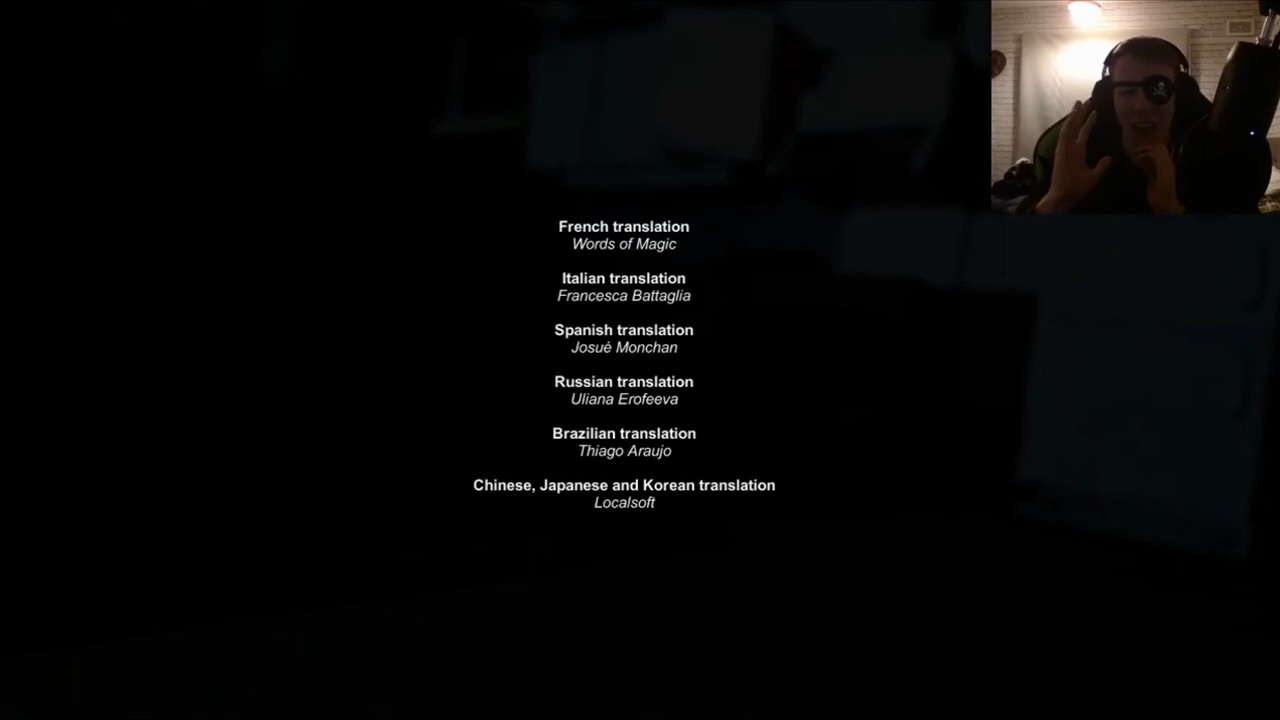 French translation
Words of Magic
Italian translation
Francesca Battaglia
Spanish translation
Josué Monchan
Russian translation
Uliana Erofeeva
Brazilian translation
Thiago Araujo
Chinese, Japanese and Korean translation
Localsoft